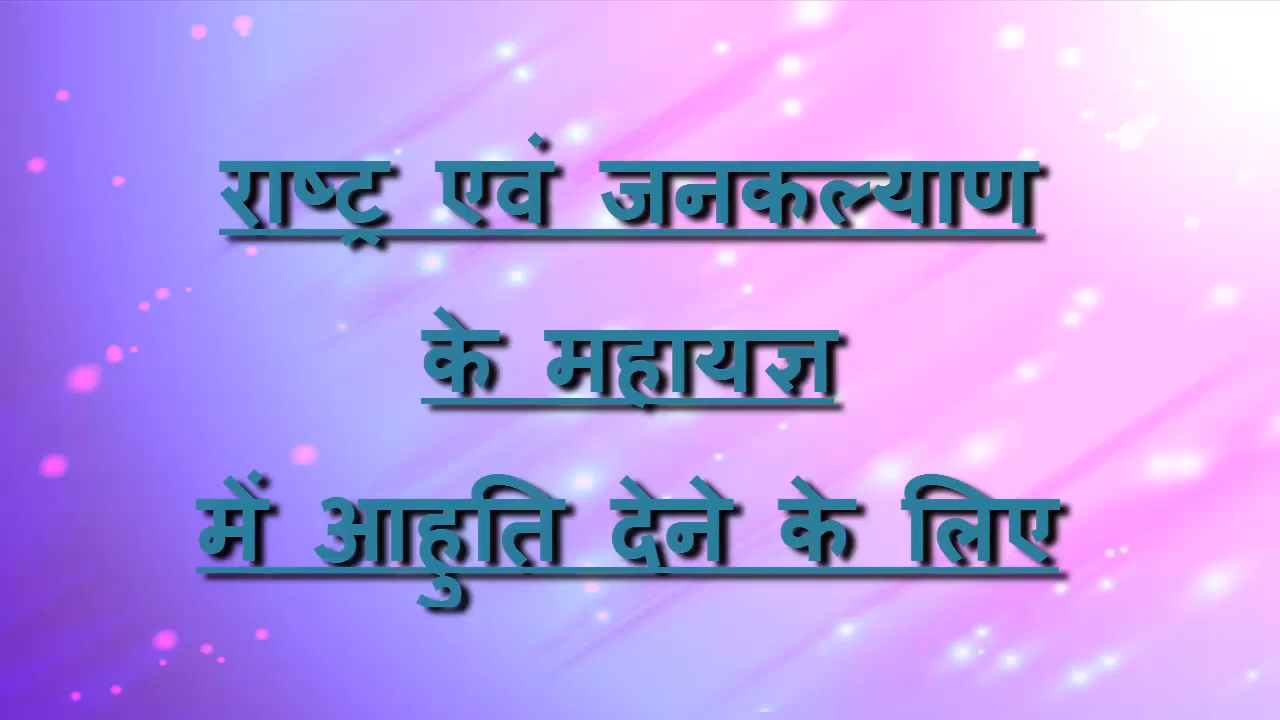 राष्ट्र एवं जनकल्याण
के महायज्ञ
में आहुति देने के लिए